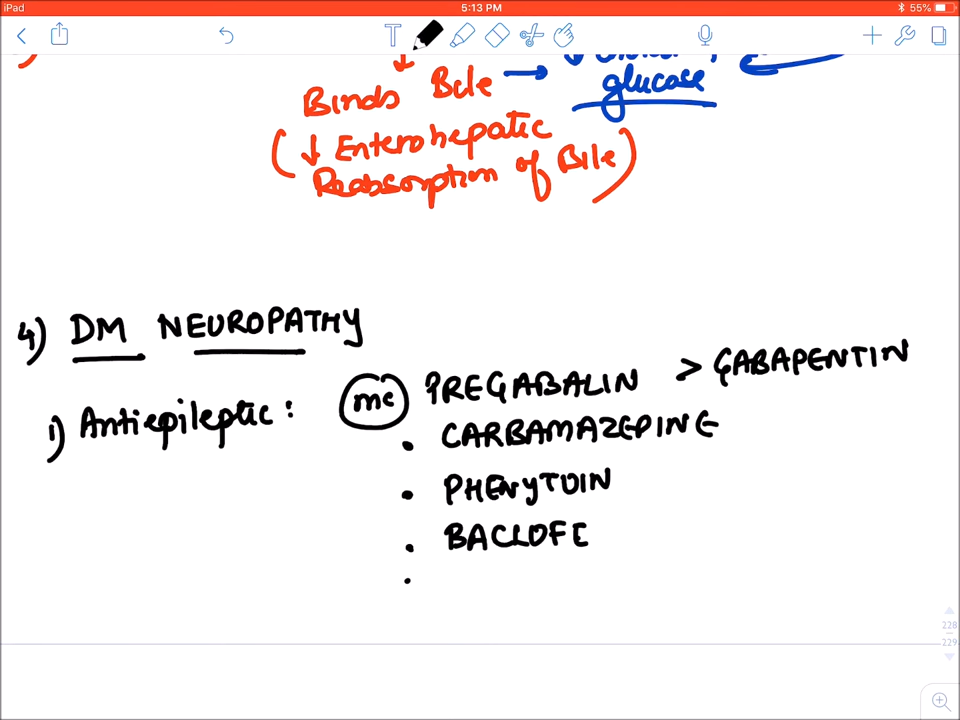 iPad 5:13 PM 55%
T
Binds Bile → glucose
(↓ Enterohepatic
Reabsorption of Bile)
4) DM NEUROPATHY
1) Antiepileptic : mc PREGABALIN > GABAPENTIN
• CARBAMAZEPINE
• PHENYTOIN
• BACLOFE
•
228
229